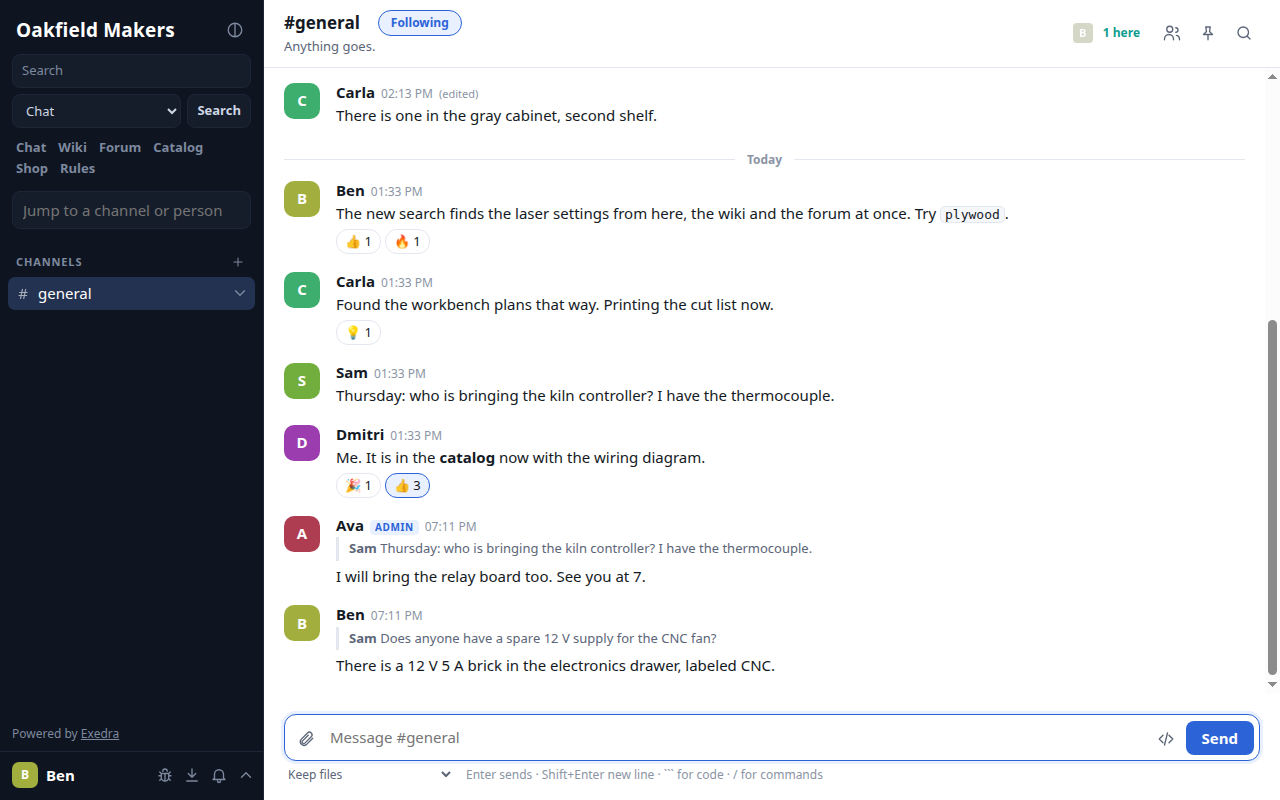 Oakfield Makers
Search
Chat
Search
Chat Wiki Forum Catalog
Shop Rules
Jump to a channel or person
CHANNELS
# general
Powered by Exedra
B Ben
#general Following
Anything goes.
B 1 here
C
Carla 02:13 PM (edited)
There is one in the gray cabinet, second shelf.
Today
B
Ben 01:33 PM
The new search finds the laser settings from here, the wiki and the forum at once. Try plywood.
👍 1 🔥 1
C
Carla 01:33 PM
Found the workbench plans that way. Printing the cut list now.
💡 1
S
Sam 01:33 PM
Thursday: who is bringing the kiln controller? I have the thermocouple.
D
Dmitri 01:33 PM
Me. It is in the catalog now with the wiring diagram.
🎉 1 👍 3
A
Ava ADMIN 07:11 PM
Sam Thursday: who is bringing the kiln controller? I have the thermocouple.
I will bring the relay board too. See you at 7.
B
Ben 07:11 PM
Sam Does anyone have a spare 12 V supply for the CNC fan?
There is a 12 V 5 A brick in the electronics drawer, labeled CNC.
Message #general
Send
Keep files
Enter sends · Shift+Enter new line · ``` for code · / for commands